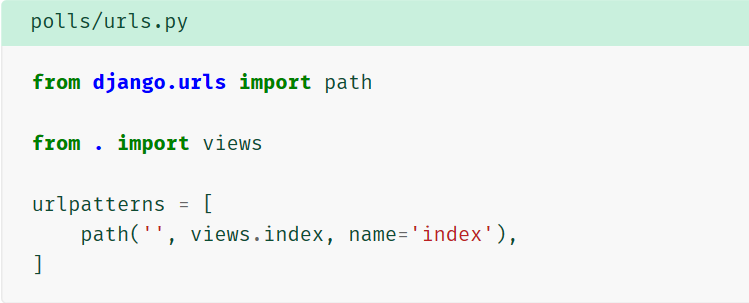 polls/urls.py
from django.urls import path
from . import views
urlpatterns = [
    path('', views.index, name='index'),
]